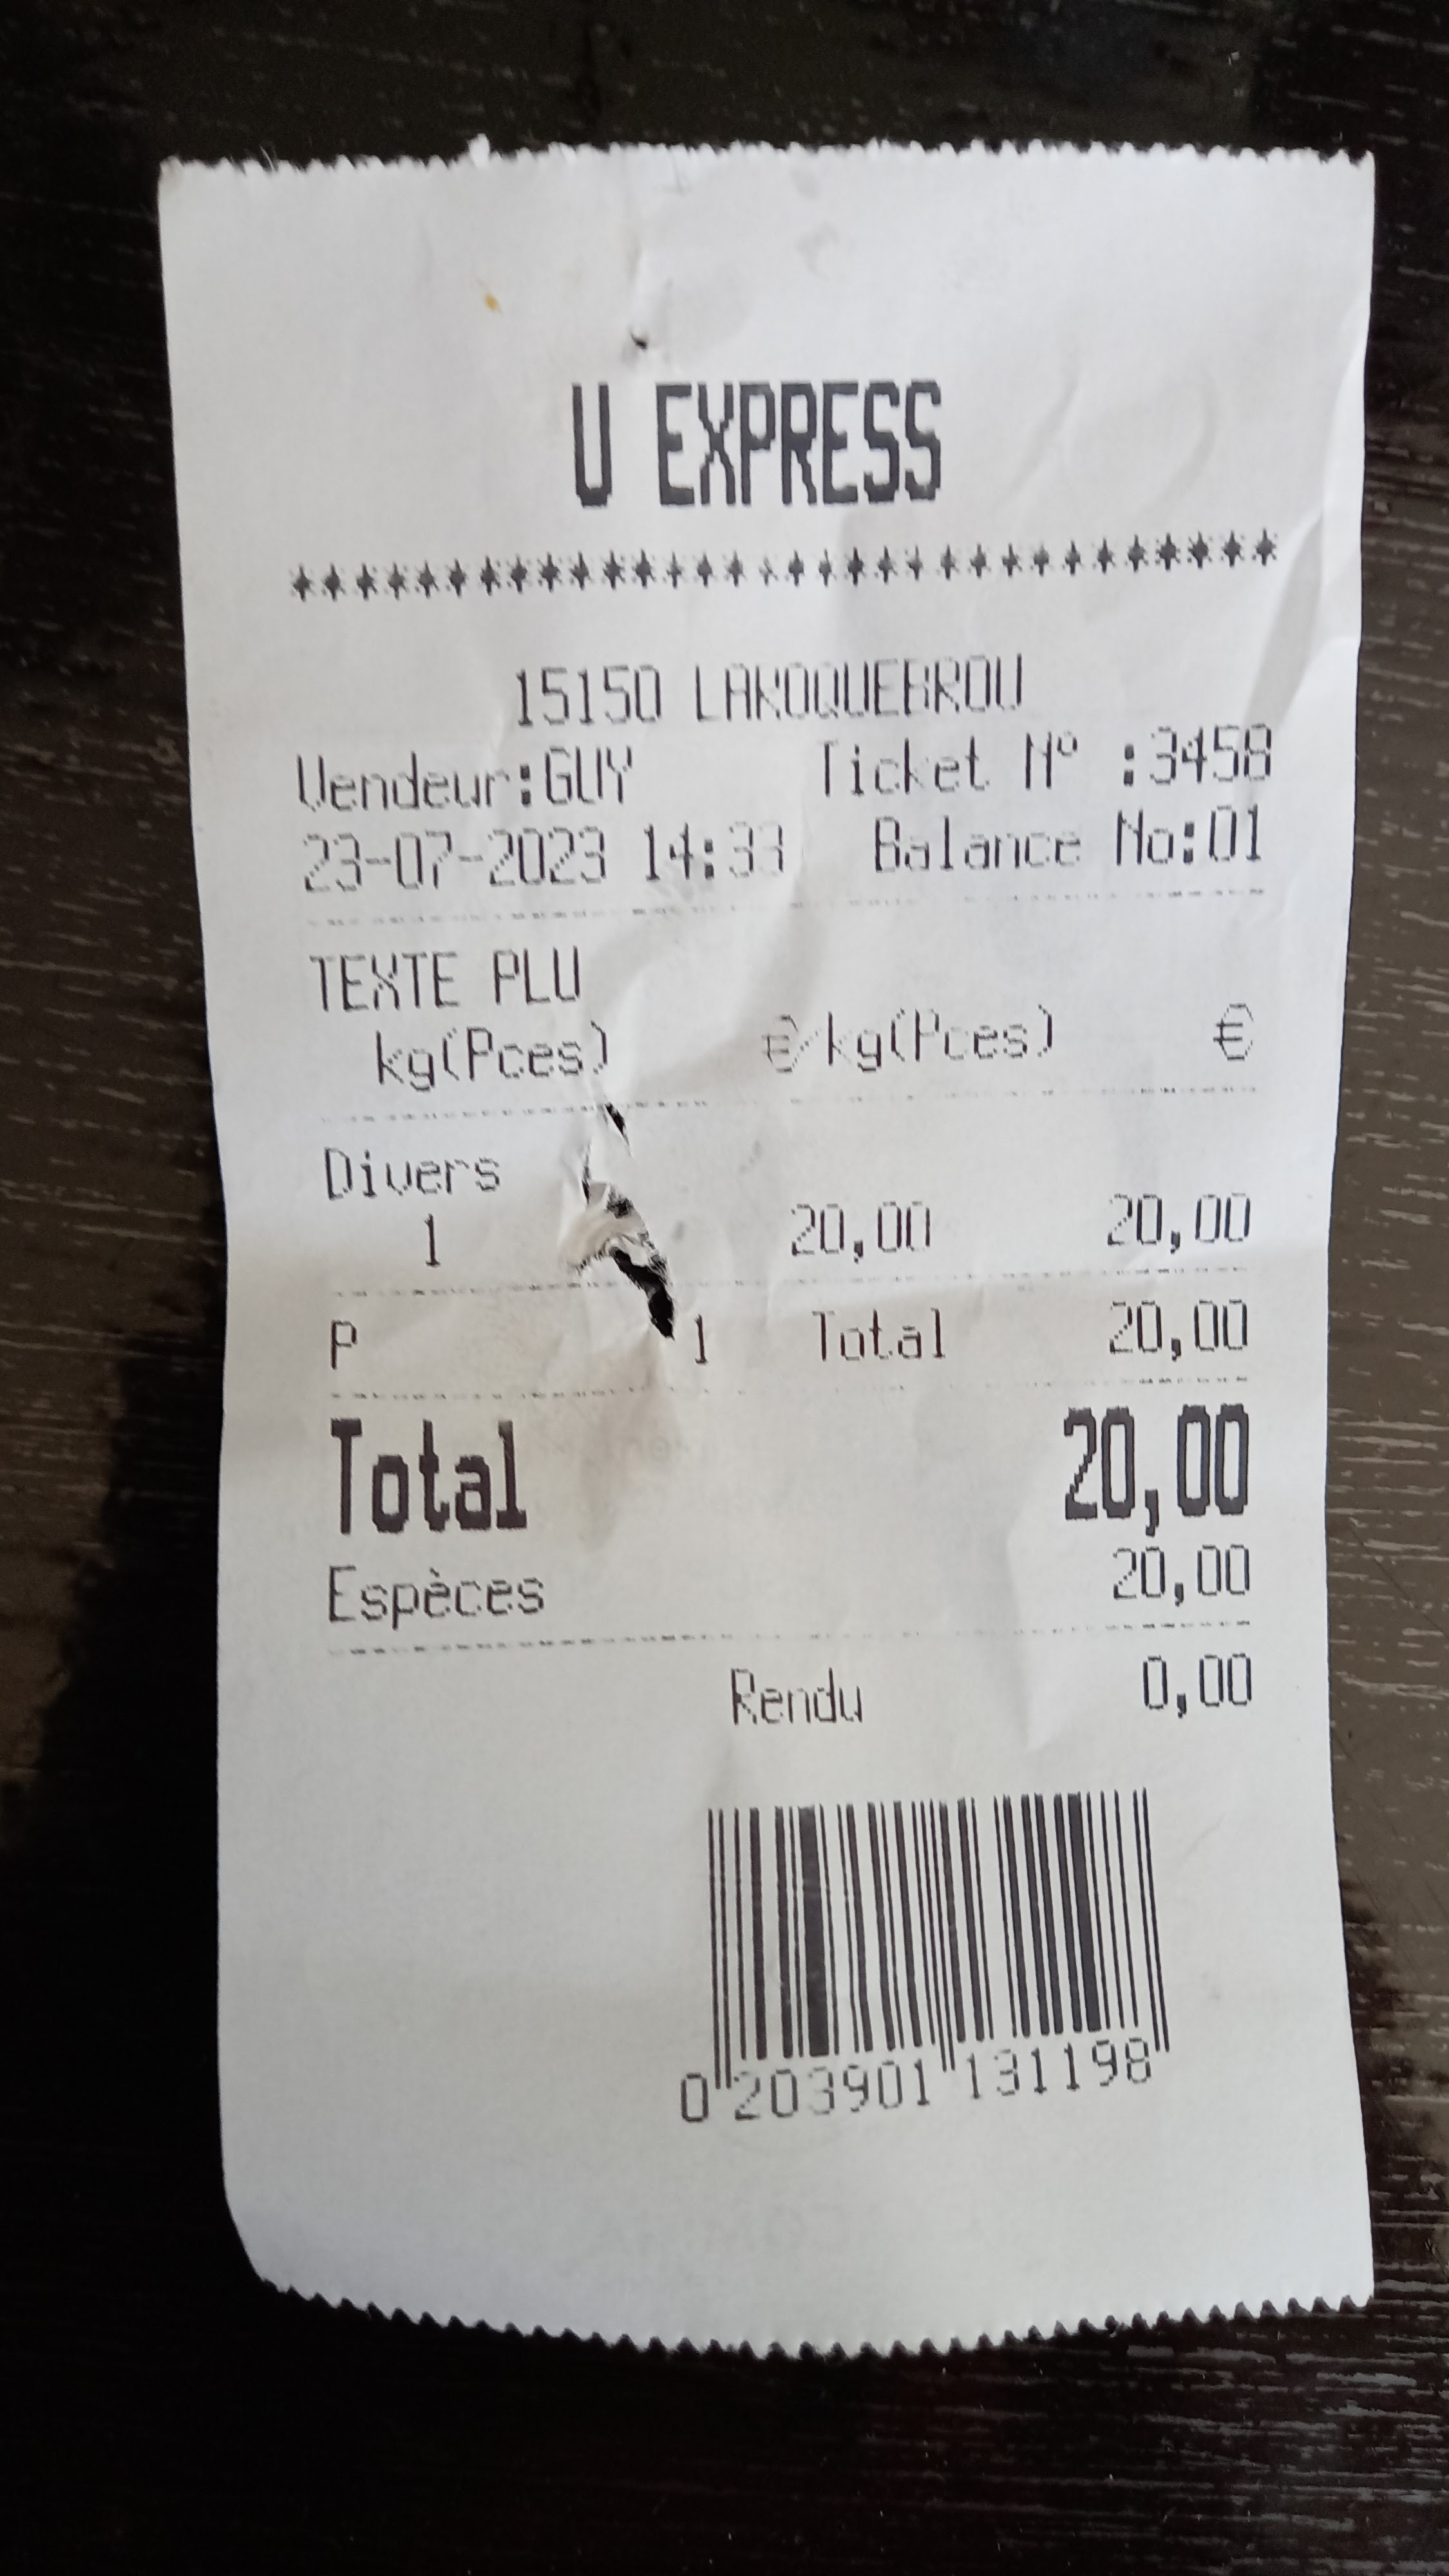 U EXPRESS
********************************
15150 LAROQUEBROU
Vendeur:GUY Ticket N° :3458
23-07-2023 14:33 Balance No:01
TEXTE PLU
kg(Pces) €/kg(Pces) €
Divers
1 20,00 20,00
P 1 Total 20,00
Total 20,00
Espèces 20,00
Rendu 0,00
0 203901 131198